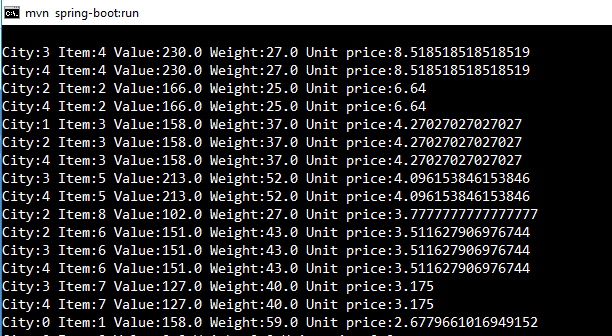 mvn spring-boot:run
City:3 Item:4 Value:230.0 Weight:27.0 Unit price:8.518518518518519
City:4 Item:4 Value:230.0 Weight:27.0 Unit price:8.518518518518519
City:2 Item:2 Value:166.0 Weight:25.0 Unit price:6.64
City:4 Item:2 Value:166.0 Weight:25.0 Unit price:6.64
City:1 Item:3 Value:158.0 Weight:37.0 Unit price:4.27027027027027
City:2 Item:3 Value:158.0 Weight:37.0 Unit price:4.27027027027027
City:4 Item:3 Value:158.0 Weight:37.0 Unit price:4.27027027027027
City:3 Item:5 Value:213.0 Weight:52.0 Unit price:4.096153846153846
City:4 Item:5 Value:213.0 Weight:52.0 Unit price:4.096153846153846
City:2 Item:8 Value:102.0 Weight:27.0 Unit price:3.7777777777777777
City:2 Item:6 Value:151.0 Weight:43.0 Unit price:3.511627906976744
City:3 Item:6 Value:151.0 Weight:43.0 Unit price:3.511627906976744
City:4 Item:6 Value:151.0 Weight:43.0 Unit price:3.511627906976744
City:3 Item:7 Value:127.0 Weight:40.0 Unit price:3.175
City:4 Item:7 Value:127.0 Weight:40.0 Unit price:3.175
City:0 Item:1 Value:158.0 Weight:59.0 Unit price:2.6779661016949152